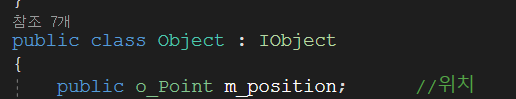 }
참조 7개
public class Object : IObject
{
public o_Point m_position; //위치